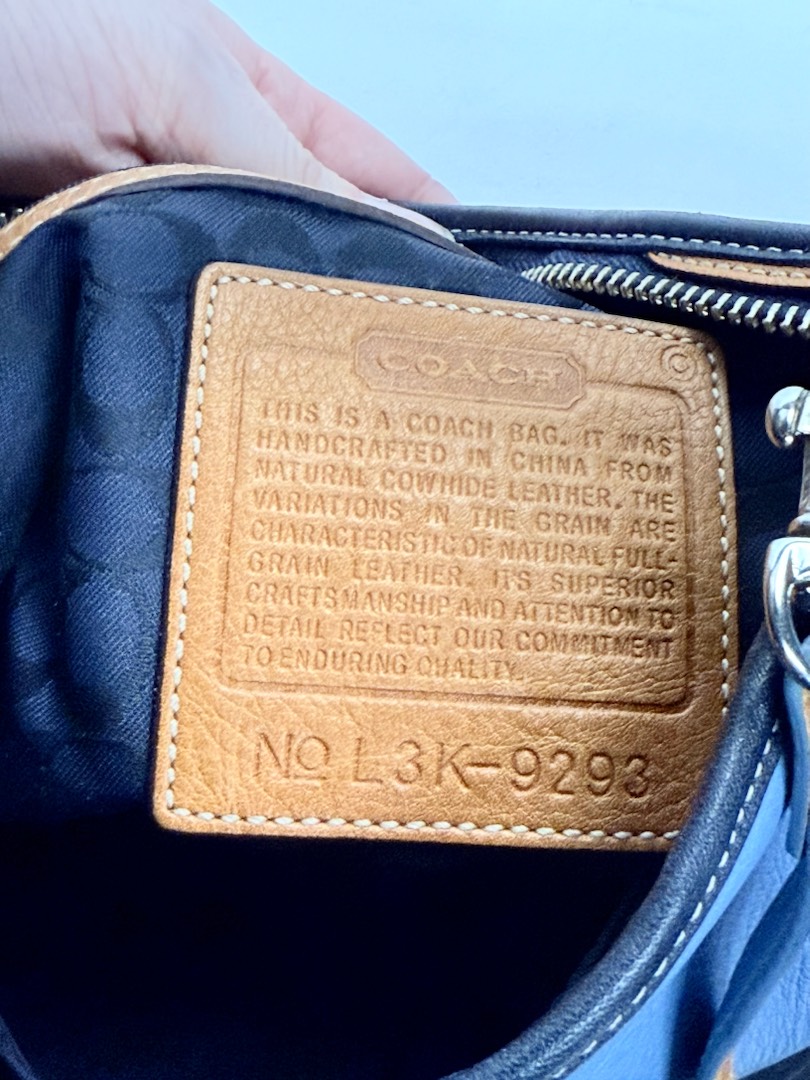 ©
COACH
THIS IS A COACH BAG. IT WAS
HANDCRAFTED IN CHINA FROM
NATURAL COWHIDE LEATHER. THE
VARIATIONS IN THE GRAIN ARE
CHARACTERISTIC OF NATURAL FULL-
GRAIN LEATHER. ITS SUPERIOR
CRAFTSMANSHIP AND ATTENTION TO
DETAIL REFLECT OUR COMMITMENT
TO ENDURING QUALITY.
No L3K-9293